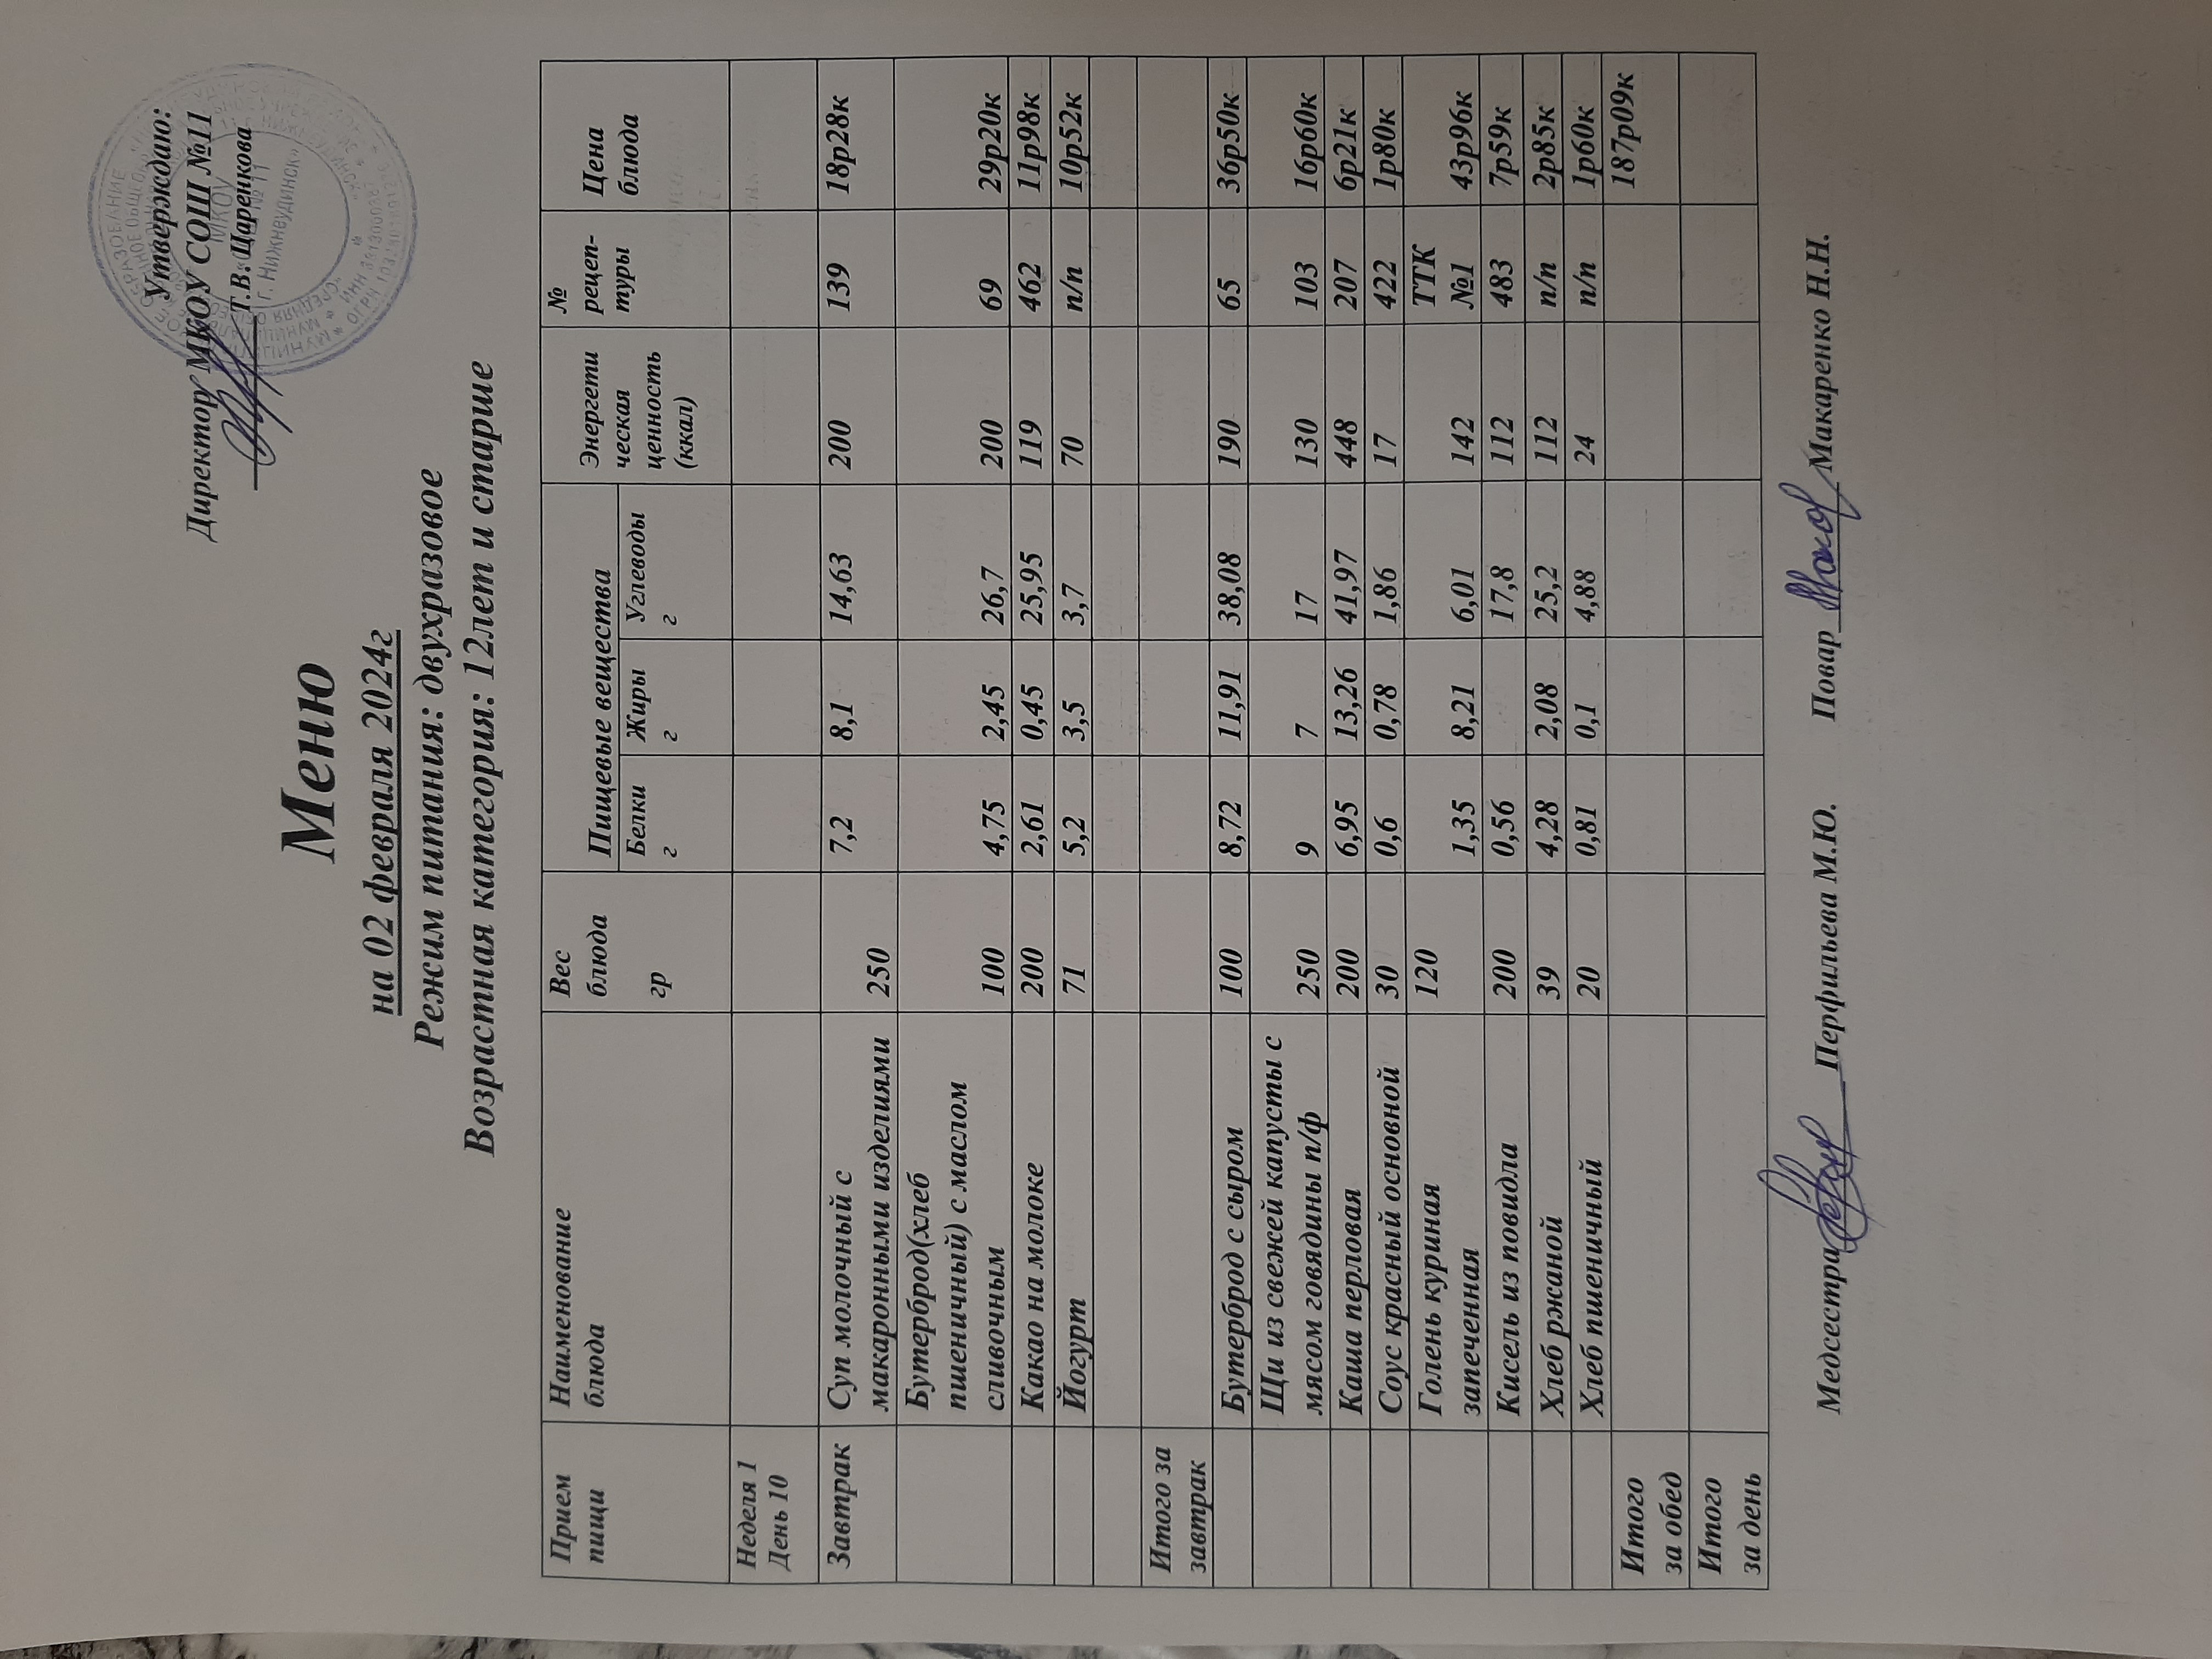 Утверждаю:
Директор МКОУ СОШ №11
Т.В.Царенкова
МКОУ
№ 11
г. Нижнеудинск
Меню
на 02 февраля 2024г
Режим питания: двухразовое
Возрастная категория: 12лет и старше
Прием пищи Наименование блюда Вес блюда гр Пищевые вещества Энергети ческая ценность (ккал) № рецеп- туры Цена блюда
Белки г Жиры г Углеводы г
Неделя 1
День 10
Завтрак Суп молочный с
макаронными изделиями 250 7,2 8,1 14,63 200 139 18р28к
Бутерброд(хлеб
пшеничный) с маслом
сливочным 100 4,75 2,45 26,7 200 69 29р20к
Какао на молоке 200 2,61 0,45 25,95 119 462 11р98к
Йогурт 71 5,2 3,5 3,7 70 п/п 10р52к
Итого за
завтрак
Бутерброд с сыром 100 8,72 11,91 38,08 190 65 36р50к
Щи из свежей капусты с
мясом говядины п/ф 250 9 7 17 130 103 16р60к
Каша перловая 200 6,95 13,26 41,97 448 207 6р21к
Соус красный основной 30 0,6 0,78 1,86 17 422 1р80к
Голень куриная 120 ТТК
запеченная 1,35 8,21 6,01 142 №1 43р96к
Кисель из повидла 200 0,56 17,8 112 483 7р59к
Хлеб ржаной 39 4,28 2,08 25,2 112 п/п 2р85к
Хлеб пшеничный 20 0,81 0,1 4,88 24 п/п 1р60к
Итого 187р09к
за обед
Итого
за день
Медсестра Перфильева М.Ю. Повар Макаренко Н.Н.